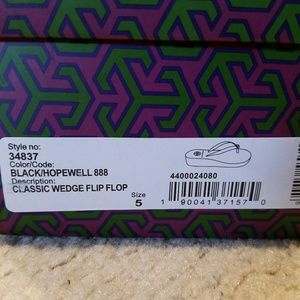 Style no:
34837
Color/Code:
BLACK/HOPEWELL 888
Description:
CLASSIC WEDGE FLIP FLOP
Size
5
4400024080
1 90041 37157 0